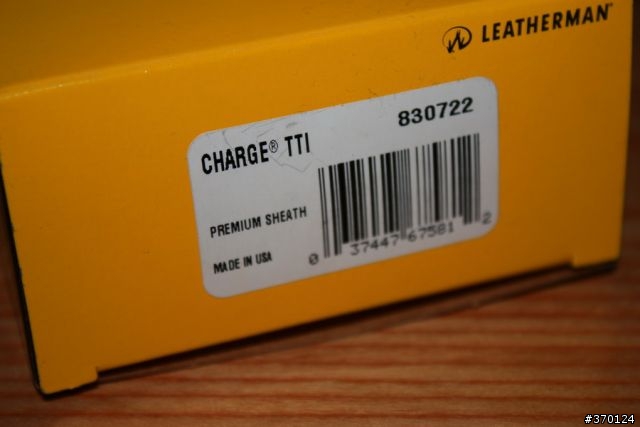 LEATHERMAN
830722
CHARGE® TTI
PREMIUM SHEATH
MADE IN USA
0 37447 67581 2
#370124